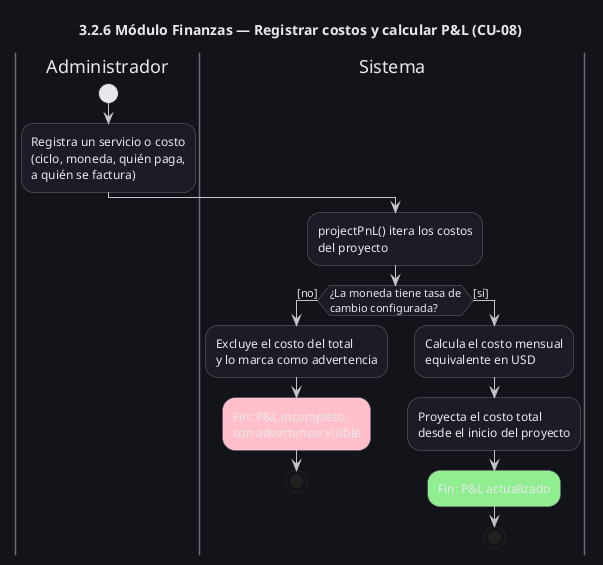 3.2.6 Módulo Finanzas — Registrar costos y calcular P&L (CU-08)
Administrador
Sistema
Registra un servicio o costo
(ciclo, moneda, quién paga,
a quién se factura)
projectPnL() itera los costos
del proyecto
[no]
¿La moneda tiene tasa de
cambio configurada?
[sí]
Excluye el costo del total
y lo marca como advertencia
Calcula el costo mensual
equivalente en USD
Fin: P&L incompleto,
con advertencia visible
Proyecta el costo total
desde el inicio del proyecto
Fin: P&L actualizado